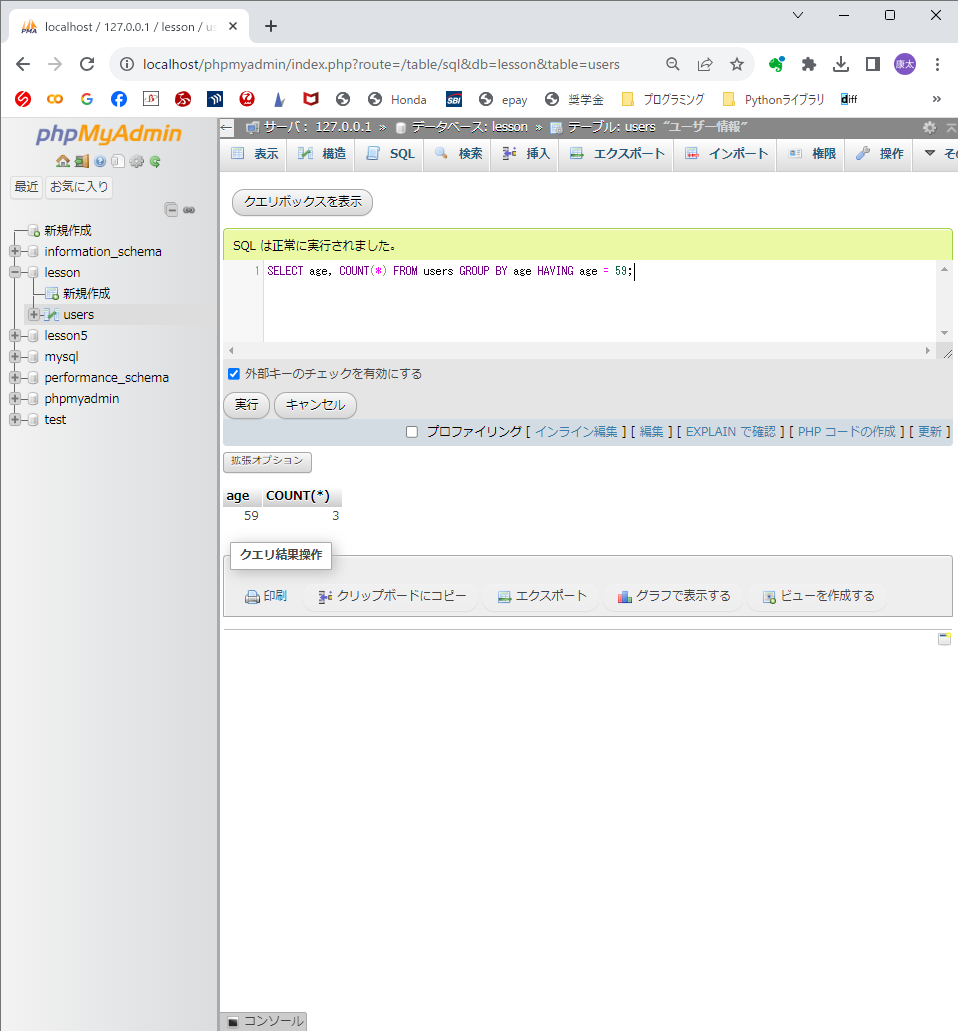 localhost / 127.0.0.1 / lesson / us
localhost/phpmyadmin/index.php?route=/table/sql&db=lesson&table=users
康太
Honda
SBI
epay
奨学金
プログラミング
Pythonライブラリ
diff
»
phpMyAdmin
最近
お気に入り
新規作成
information_schema
lesson
新規作成
users
lesson5
mysql
performance_schema
phpmyadmin
test
サーバ: 127.0.0.1 » データベース: lesson » テーブル: users “ユーザー情報”
表示 構造 SQL 検索 挿入 エクスポート インポート 権限 操作 その
クエリボックスを表示
SQL は正常に実行されました。
1 SELECT age, COUNT(*) FROM users GROUP BY age HAVING age = 59;
外部キーのチェックを有効にする
実行 キャンセル
プロファイリング [ インライン編集 ] [ 編集 ] [ EXPLAIN で確認 ] [ PHP コードの作成 ] [ 更新 ]
拡張オプション
age COUNT(*)
59 3
クエリ結果操作
印刷 クリップボードにコピー エクスポート グラフで表示する ビューを作成する
コンソール